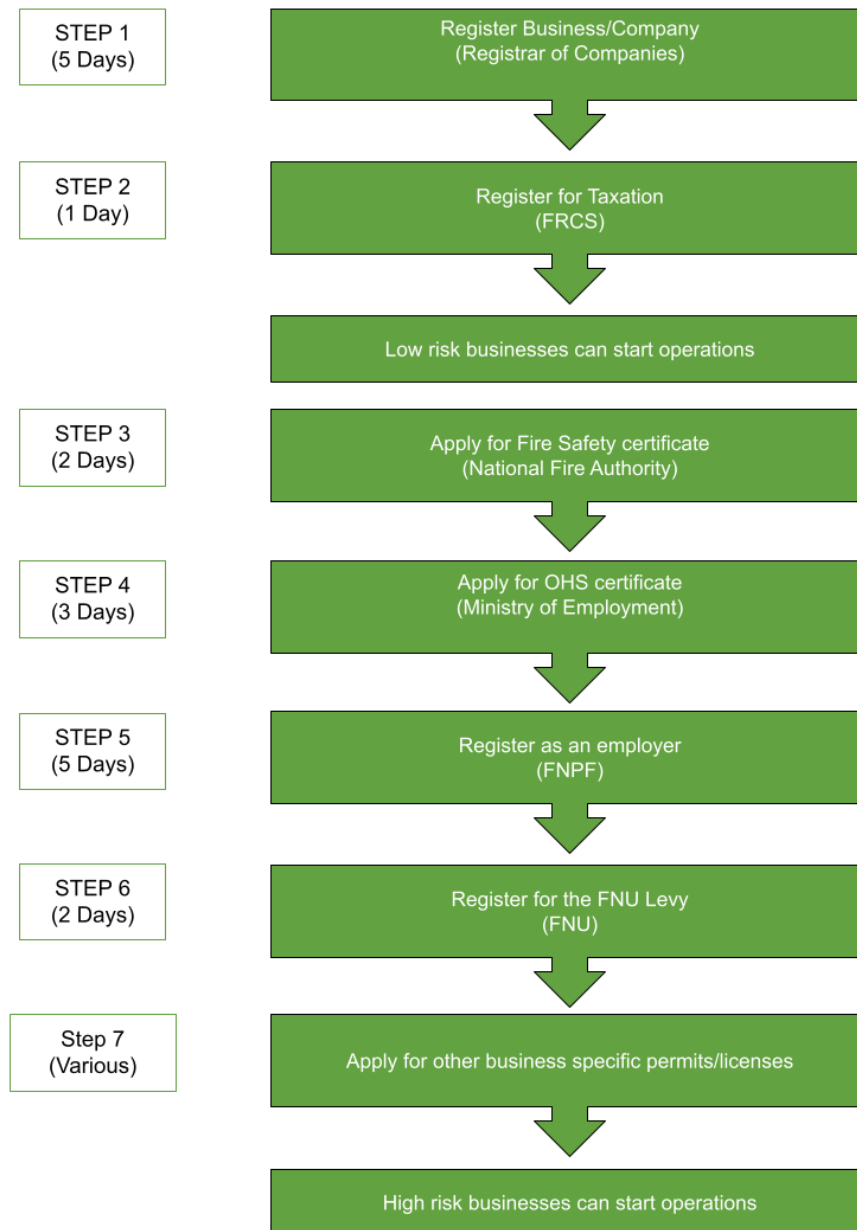 STEP 1
(5 Days)
Register Business/Company
(Registrar of Companies)
STEP 2
(1 Day)
Register for Taxation
(FRCS)
Low risk businesses can start operations
STEP 3
(2 Days)
Apply for Fire Safety certificate
(National Fire Authority)
STEP 4
(3 Days)
Apply for OHS certificate
(Ministry of Employment)
STEP 5
(5 Days)
Register as an employer
(FNPF)
STEP 6
(2 Days)
Register for the FNU Levy
(FNU)
Step 7
(Various)
Apply for other business specific permits/licenses
High risk businesses can start operations